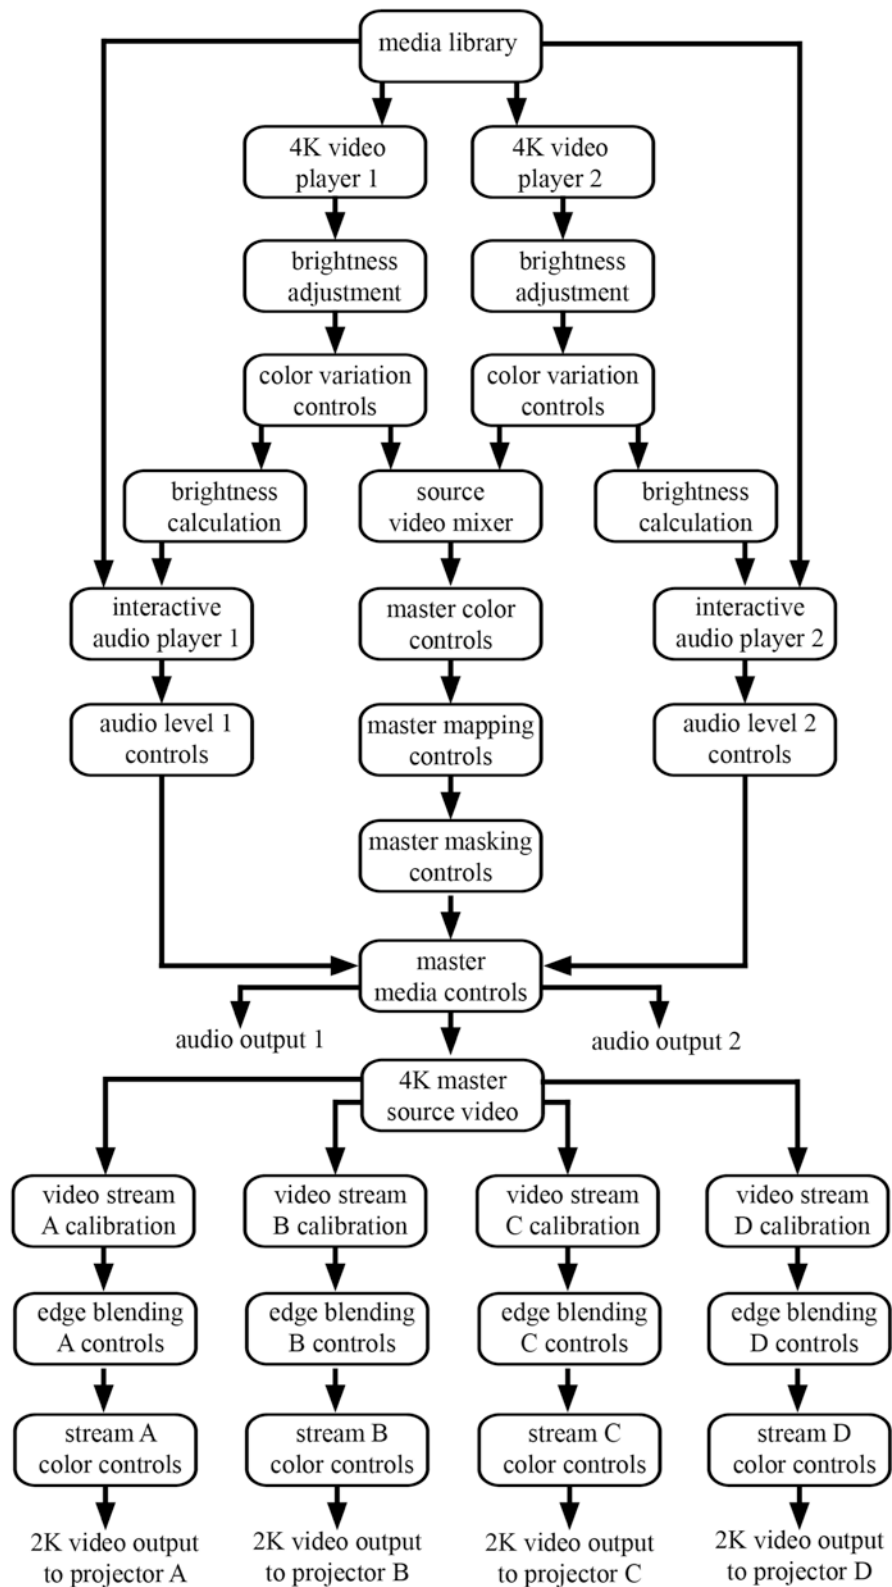 media library
4K video
player 1
4K video
player 2
brightness
adjustment
brightness
adjustment
color variation
controls
color variation
controls
brightness
calculation
source
video mixer
brightness
calculation
interactive
audio player 1
master color
controls
interactive
audio player 2
audio level 1
controls
master mapping
controls
audio level 2
controls
master masking
controls
master
media controls
audio output 1
audio output 2
4K master
source video
video stream
A calibration
video stream
B calibration
video stream
C calibration
video stream
D calibration
edge blending
A controls
edge blending
B controls
edge blending
C controls
edge blending
D controls
stream A
color controls
stream B
color controls
stream C
color controls
stream D
color controls
2K video output
to projector A
2K video output
to projector B
2K video output
to projector C
2K video output
to projector D